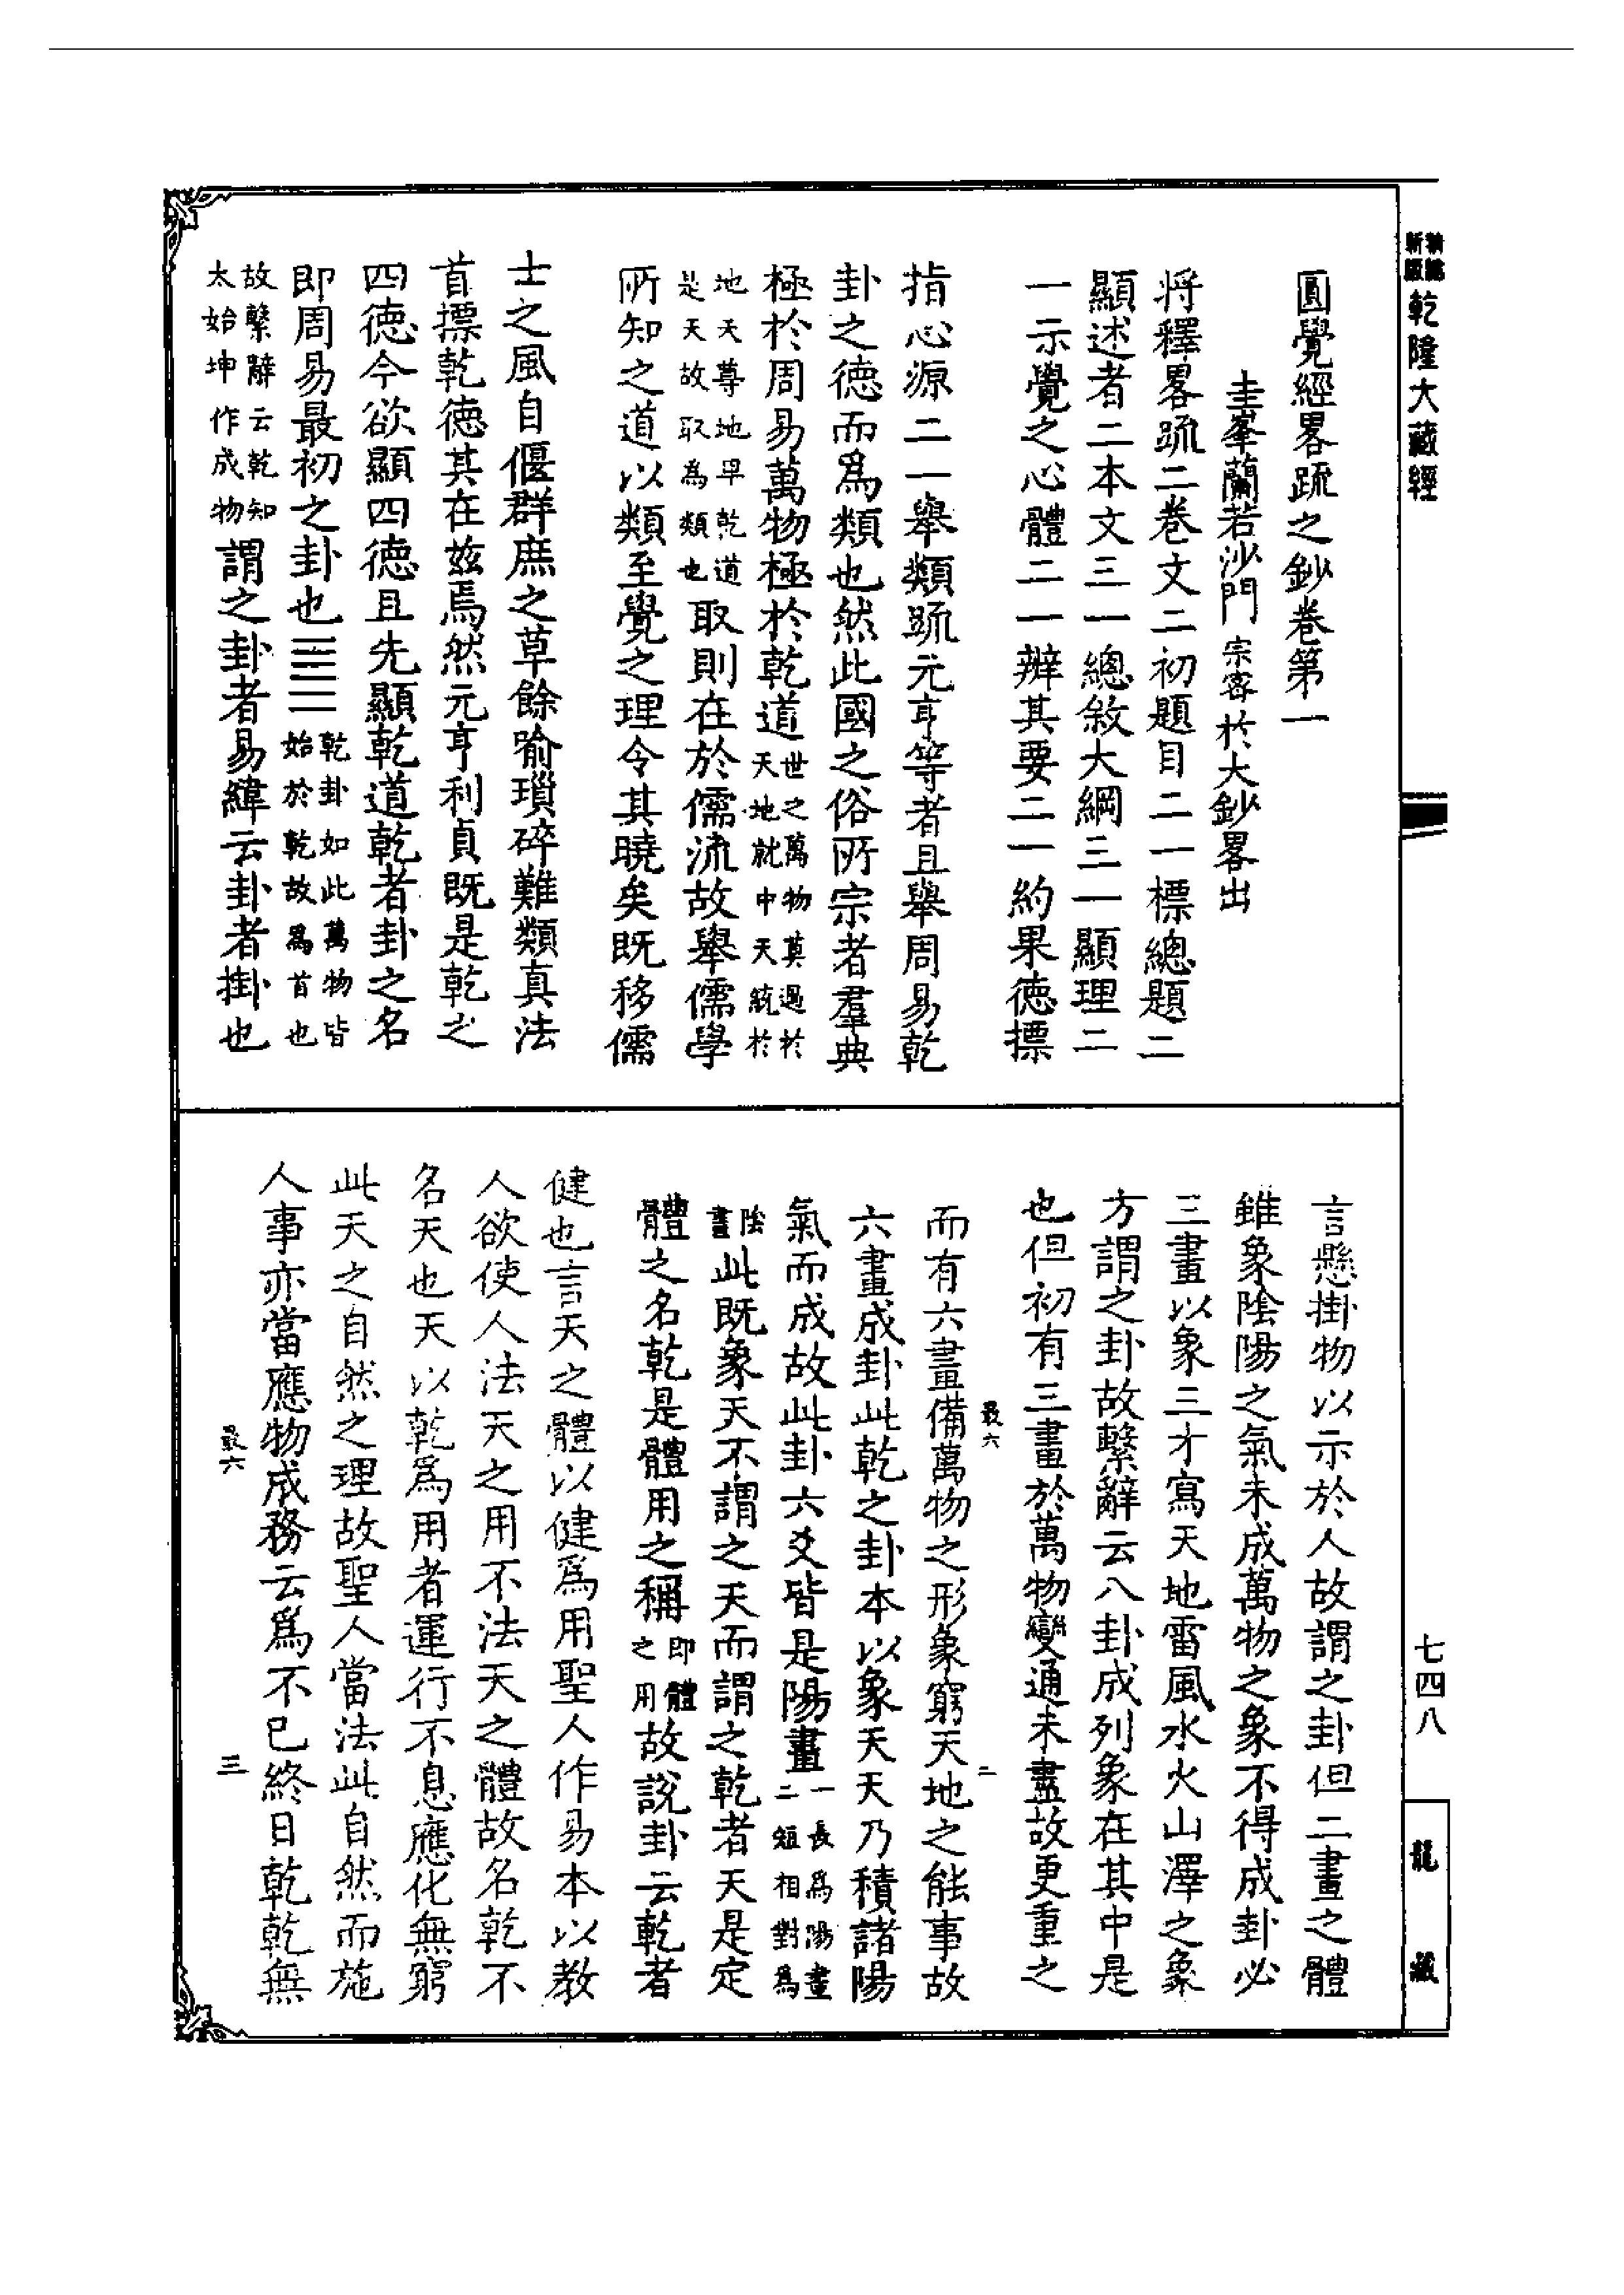 新編縮版 乾隆大藏經
七四八
龍藏
圓覺經畧疏之鈔卷第一
圭峯蘭若沙門宗密於大鈔畧出
將釋畧疏二卷文二初題目二一標總題二
顯述者二本文三一總敘大綱三一顯理二
一示覺之心體二一辨其要二一約果德標
指心源二一舉類疏元亨等者且舉周易乾
卦之德而爲類也然此國之俗所宗者羣典
極於周易萬物極於乾道世之萬物莫過於天地就中天統於
地天尊地卑乾道是天故取為類也取則在於儒流故舉儒學
所知之道以類至覺之理令其曉矣既移儒
士之風自偃群庶之草餘喻瑣碎難類真法
首摽乾德其在兹焉然元亨利貞既是乾之
四德今欲顯四德且先顯乾道乾者卦之名
即周易最初之卦也☰☰乾卦如此萬物皆始於乾故爲首也
故繫辭云乾知太始坤作成物謂之卦者易緯云卦者掛也
言懸掛物以示於人故謂之卦但二畫之體
雖象陰陽之氣未成萬物之象不得成卦必
三畫以象三才寫天地雷風水火山澤之象
方謂之卦故繫辭云八卦成列象在其中是
也但初有三畫於萬物變通未盡故更重之
最六 二
而有六畫備萬物之形象窮天地之能事故
六畫成卦此乾之卦本以象天天乃積諸陽
氣而成故此卦六爻皆是陽畫一長爲陽畫二短相對爲
陰畫此既象天不謂之天而謂之乾者天是定
體之名乾是體用之稱即體之用故說卦云乾者
健也言天之體以健爲用聖人作易本以教
人欲使人法天之用不法天之體故名乾不
名天也天以乾爲用者運行不息應化無窮
此天之自然之理故聖人當法此自然而施
人事亦當應物成務云爲不已終日乾乾無
最六 三